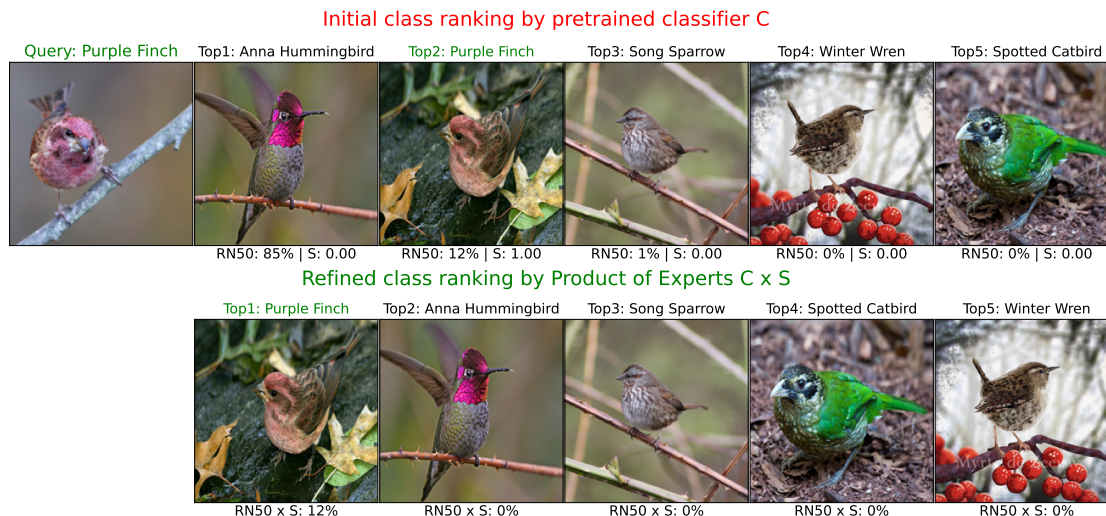 Initial class ranking by pretrained classifier C
Query: Purple Finch
Top1: Anna Hummingbird
Top2: Purple Finch
Top3: Song Sparrow
Top4: Winter Wren
Top5: Spotted Catbird
RN50: 85% | S: 0.00
RN50: 12% | S: 1.00
RN50: 1% | S: 0.00
RN50: 0% | S: 0.00
RN50: 0% | S: 0.00
Refined class ranking by Product of Experts C x S
Top1: Purple Finch
Top2: Anna Hummingbird
Top3: Song Sparrow
Top4: Spotted Catbird
Top5: Winter Wren
RN50 x S: 12%
RN50 x S: 0%
RN50 x S: 0%
RN50 x S: 0%
RN50 x S: 0%